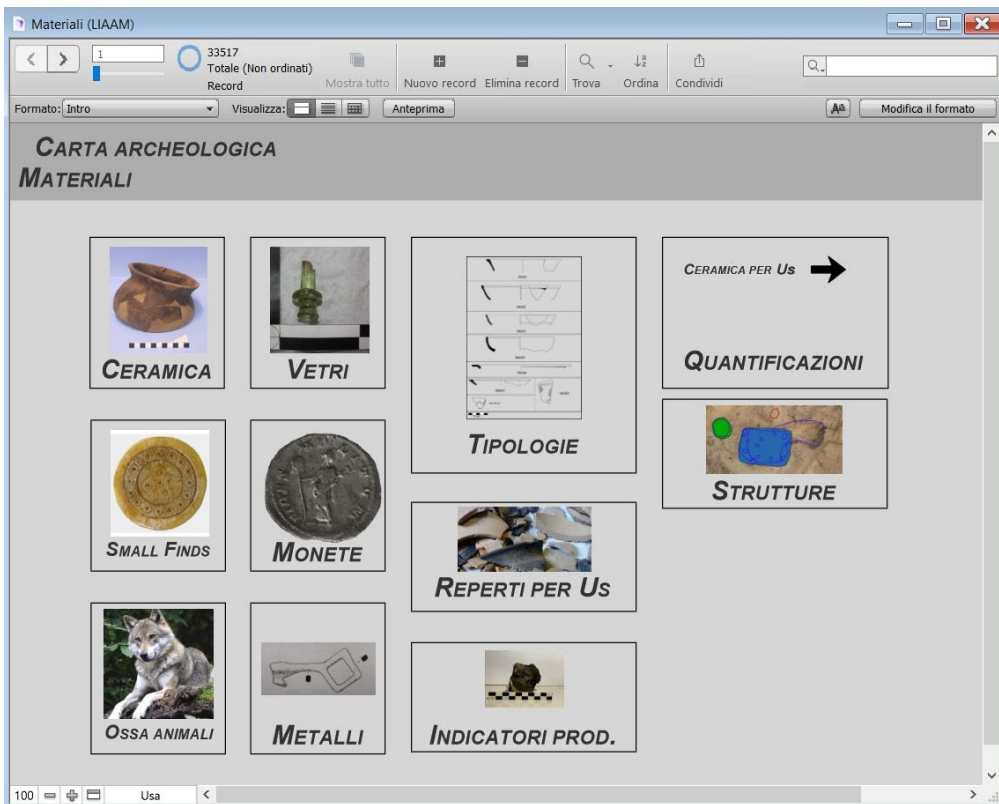 Materiali (LIAAM)
1
33517
Totale (Non ordinati)
Record
Mostra tutto
Nuovo record
Elimina record
Trova
Ordina
Condividi
Formato: Intro
Visualizza:
Anteprima
Aa
Modifica il formato
CARTA ARCHEOLOGICA
MATERIALI
CERAMICA
VETRI
TIPOLOGIE
CERAMICA PER US
QUANTIFICAZIONI
STRUTTURE
SMALL FINDS
MONETE
REPERTI PER US
OSSA ANIMALI
METALLI
INDICATORI PROD.
100
Usa